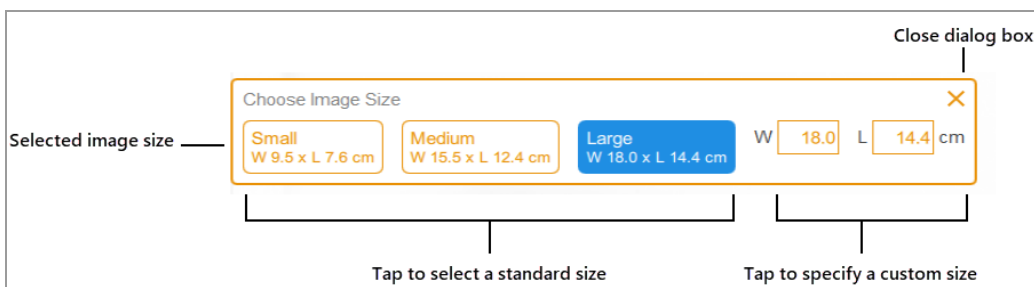 Close dialog box
Choose Image Size
Selected image size
Small
W 9.5 x L 7.6 cm
Medium
W 15.5 x L 12.4 cm
Large
W 18.0 x L 14.4 cm
W 18.0 L 14.4 cm
Tap to select a standard size
Tap to specify a custom size